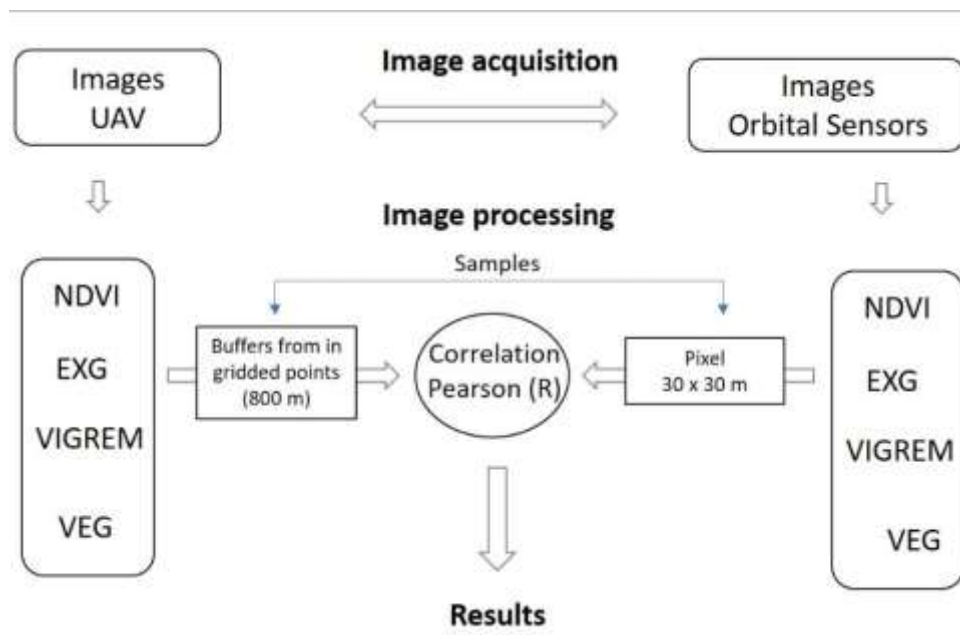 Images
UAV
Image acquisition
Images
Orbital Sensors
Image processing
Samples
NDVI
EXG
VIGREM
VEG
Buffers from in
gridded points
(800 m)
Correlation
Pearson (R)
Pixel
30 x 30 m
NDVI
EXG
VIGREM
VEG
Results